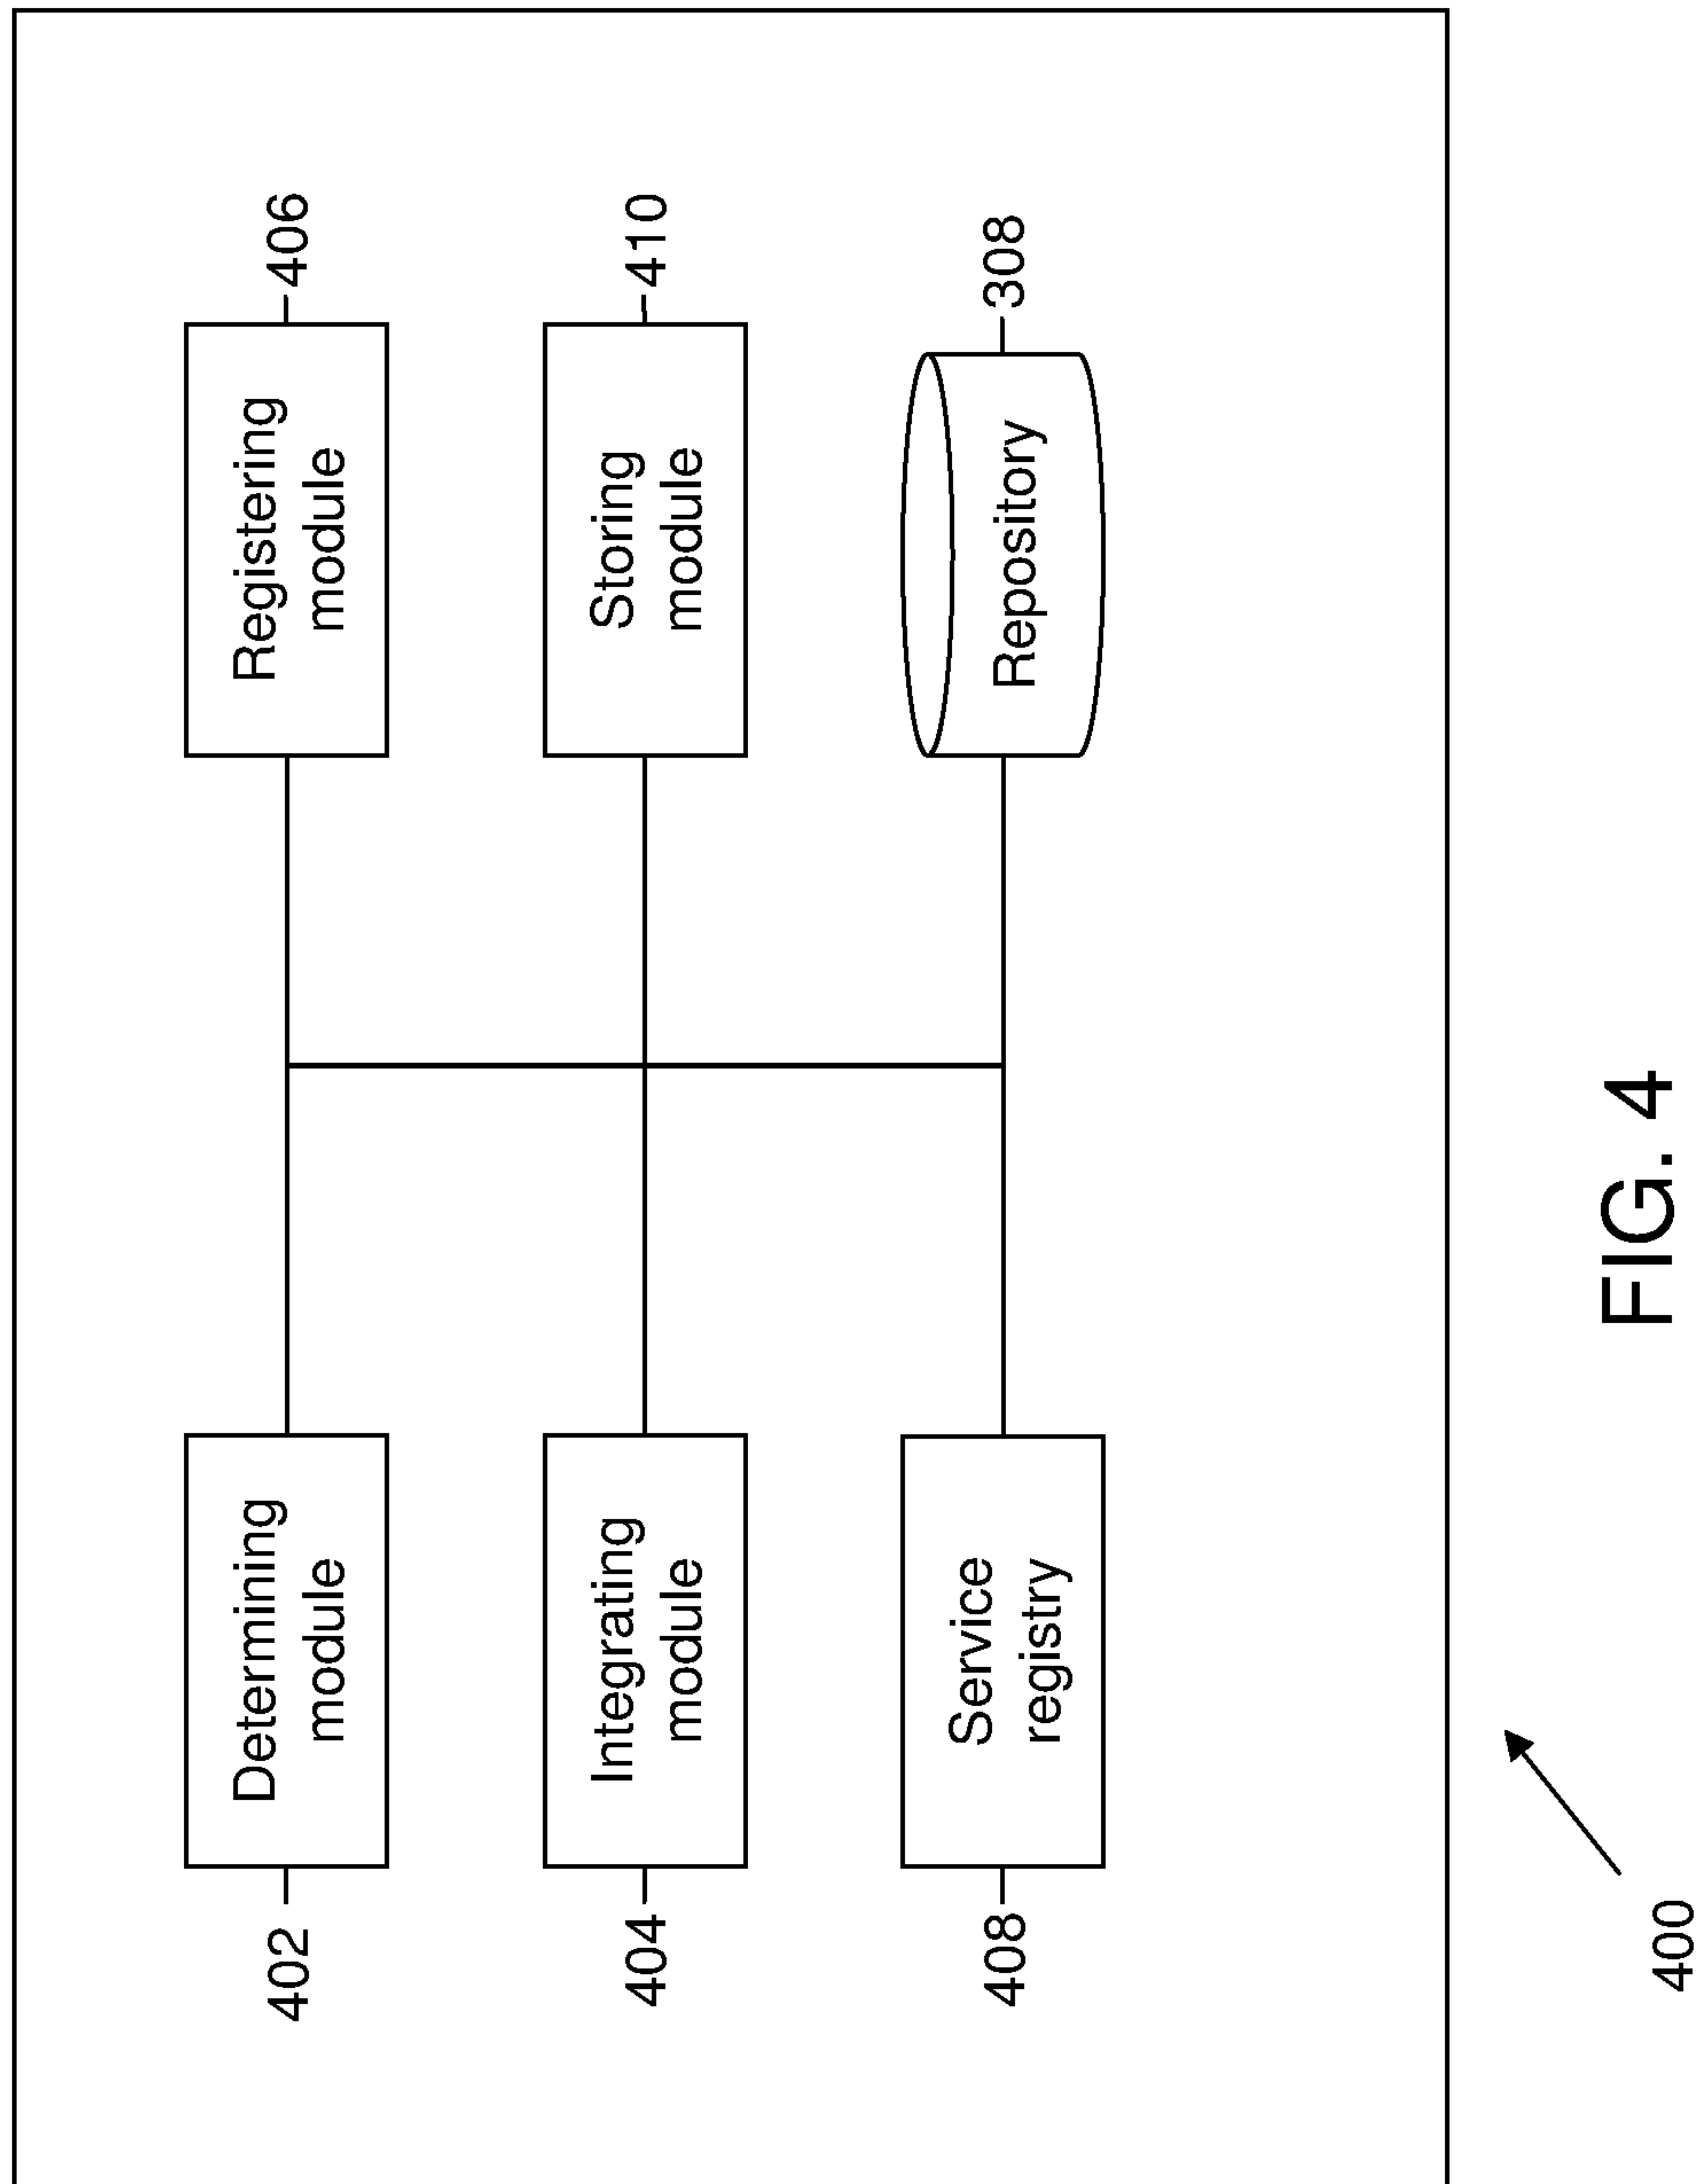 402
Determining
module
Registering
module
406
404
Integrating
module
Storing
module
410
408
Service
registry
Repository
308
400
FIG. 4